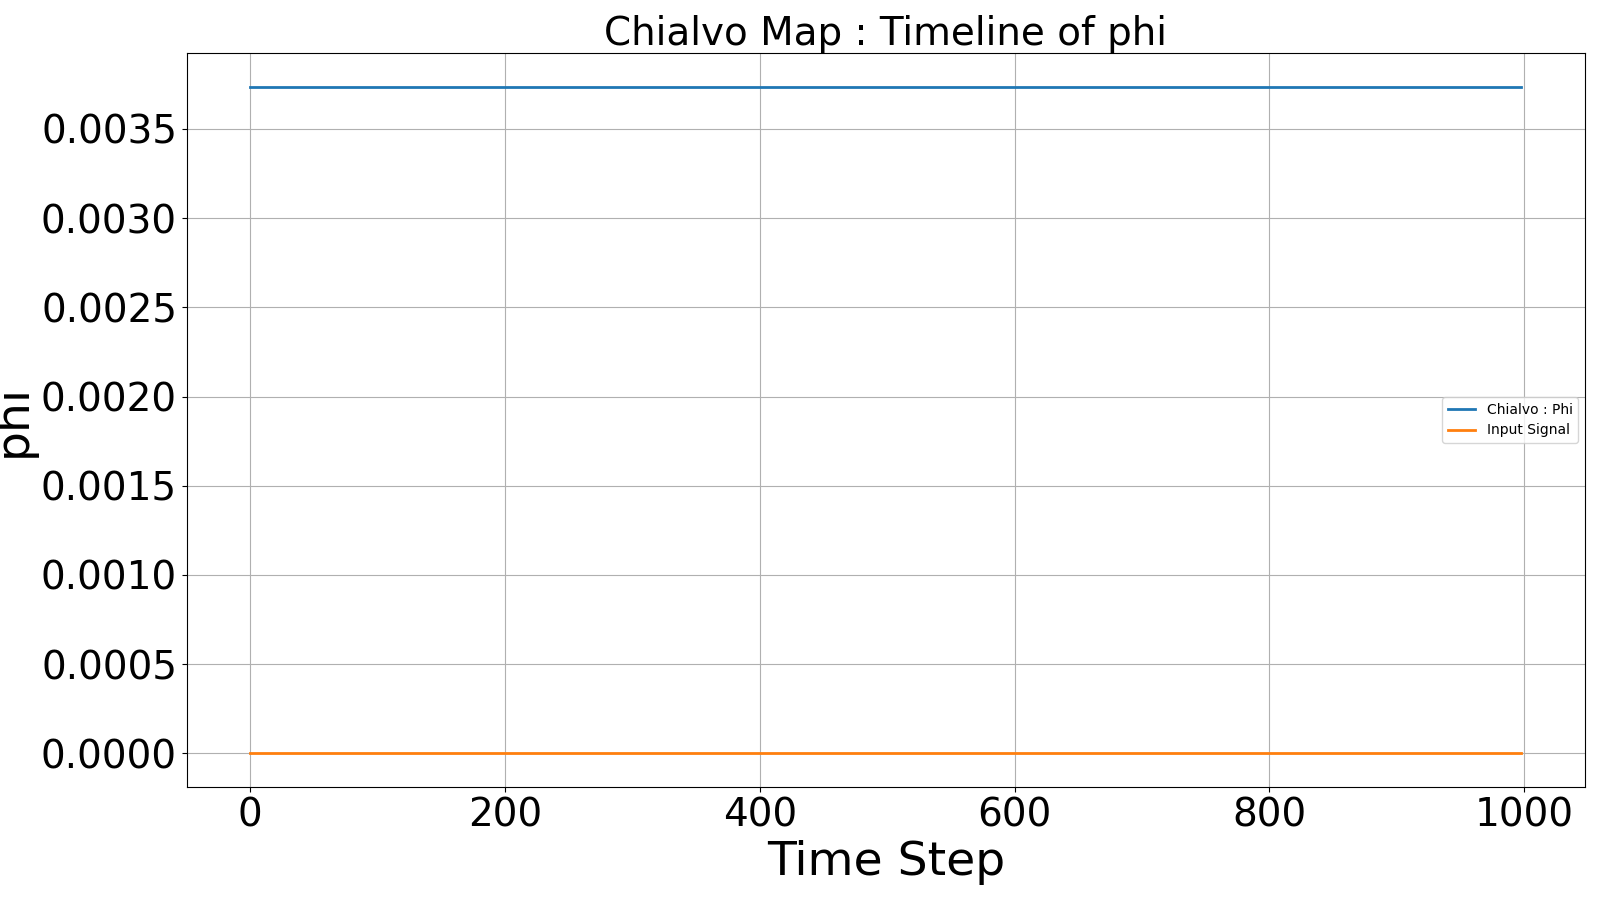 Chialvo Map : Timeline of phi
0.0035
0.0030
0.0025
0.0020
0.0015
0.0010
0.0005
0.0000
phi
Chialvo : Phi
Input Signal
0 200 400 600 800 1000
Time Step